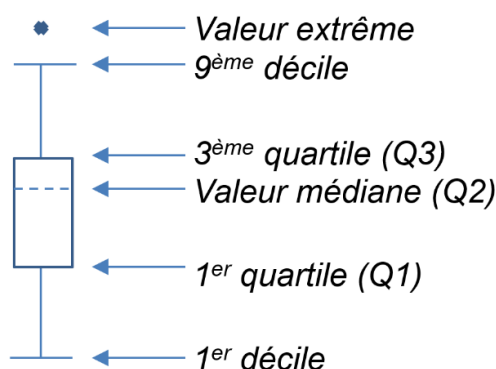 Valeur extrême
9ème décile
3ème quartile (Q3)
Valeur médiane (Q2)
1er quartile (Q1)
1er décile